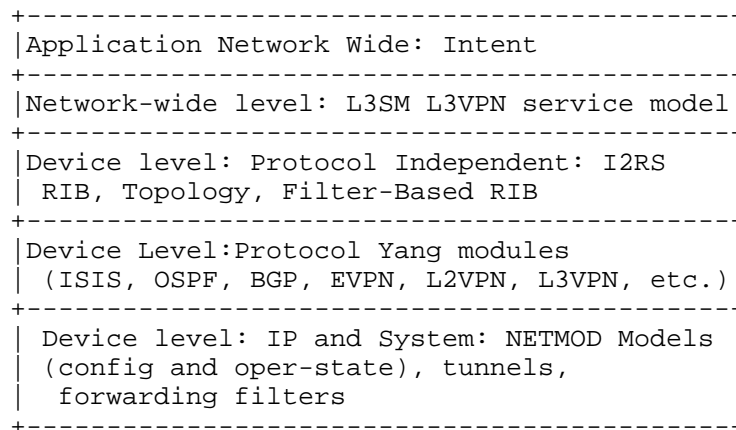 +---------------------------------------------
|Application Network Wide: Intent
+---------------------------------------------
|Network-wide level: L3SM L3VPN service model
+---------------------------------------------
|Device level: Protocol Independent: I2RS
| RIB, Topology, Filter-Based RIB
+---------------------------------------------
|Device Level:Protocol Yang modules
| (ISIS, OSPF, BGP, EVPN, L2VPN, L3VPN, etc.)
+---------------------------------------------
| Device level: IP and System: NETMOD Models
| (config and oper-state), tunnels,
|  forwarding filters
+---------------------------------------------